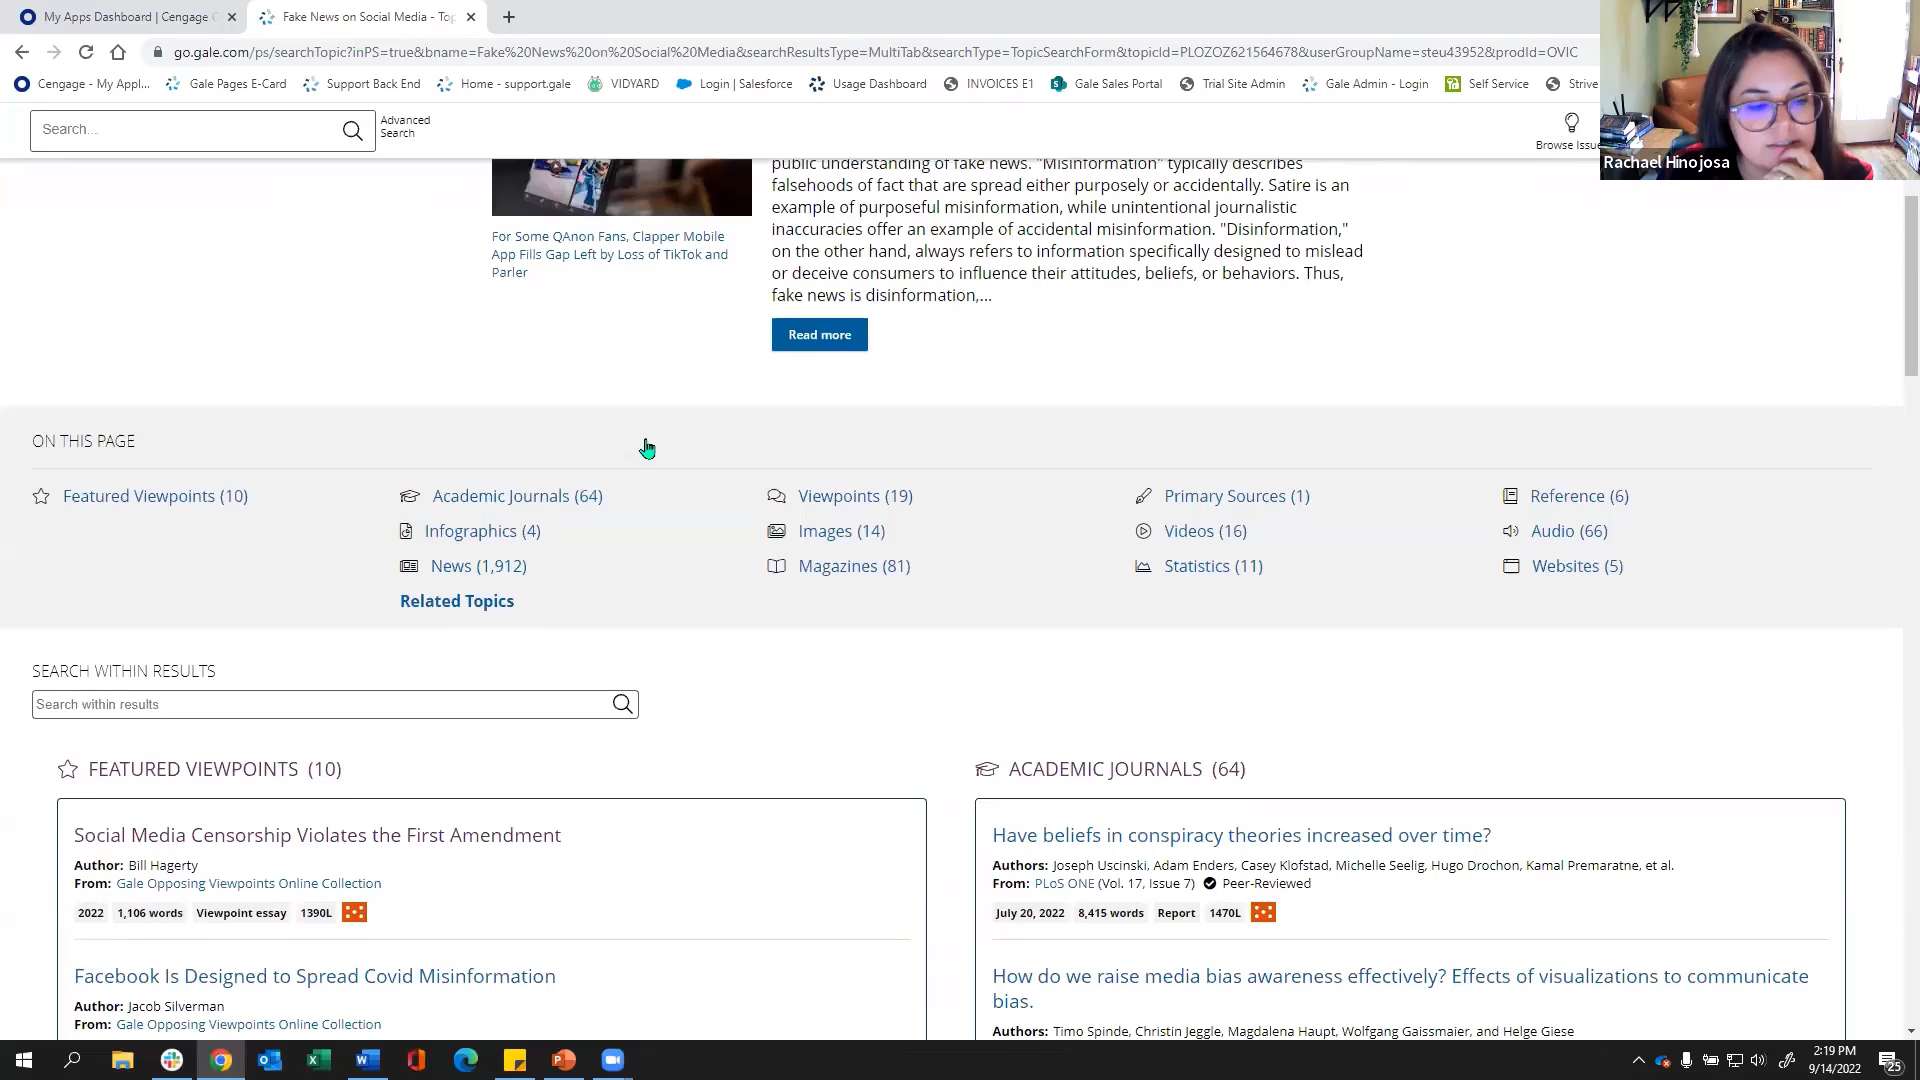 My Apps Dashboard | Cengage
Fake News on Social Media - Top
go.gale.com/ps/searchTopic?inPS=true&bname=Fake%20News%20on%20Social%20Media&searchResultsType=MultiTab&searchType=TopicSearchForm&topicId=PLOZOZ621564678&userGroupName=steu43952&prodId=OVIC
Cengage - My Appl...
Gale Pages E-Card
Support Back End
Home - support.gale
VIDYARD
Login | Salesforce
Usage Dashboard
INVOICES E1
Gale Sales Portal
Trial Site Admin
Gale Admin - Login
Self Service
Strive
Search...
Advanced
Search
Browse Issue
Rachael Hinojosa
public understanding of fake news. "Misinformation" typically describes
falsehoods of fact that are spread either purposely or accidentally. Satire is an
example of purposeful misinformation, while unintentional journalistic
inaccuracies offer an example of accidental misinformation. "Disinformation,"
on the other hand, always refers to information specifically designed to mislead
or deceive consumers to influence their attitudes, beliefs, or behaviors. Thus,
fake news is disinformation,...
For Some QAnon Fans, Clapper Mobile
App Fills Gap Left by Loss of TikTok and
Parler
Read more
ON THIS PAGE
Featured Viewpoints (10)
Academic Journals (64)
Viewpoints (19)
Primary Sources (1)
Reference (6)
Infographics (4)
Images (14)
Videos (16)
Audio (66)
News (1,912)
Magazines (81)
Statistics (11)
Websites (5)
Related Topics
SEARCH WITHIN RESULTS
Search within results
FEATURED VIEWPOINTS (10)
Social Media Censorship Violates the First Amendment
Author: Bill Hagerty
From: Gale Opposing Viewpoints Online Collection
2022 1,106 words Viewpoint essay 1390L
Facebook Is Designed to Spread Covid Misinformation
Author: Jacob Silverman
From: Gale Opposing Viewpoints Online Collection
ACADEMIC JOURNALS (64)
Have beliefs in conspiracy theories increased over time?
Authors: Joseph Uscinski, Adam Enders, Casey Klofstad, Michelle Seelig, Hugo Drochon, Kamal Premaratne, et al.
From: PLoS ONE (Vol. 17, Issue 7) Peer-Reviewed
July 20, 2022 8,415 words Report 1470L
How do we raise media bias awareness effectively? Effects of visualizations to communicate
bias.
Authors: Timo Spinde, Christin Jeggle, Magdalena Haupt, Wolfgang Gaissmaier, and Helge Giese
2:19 PM
9/14/2022
25